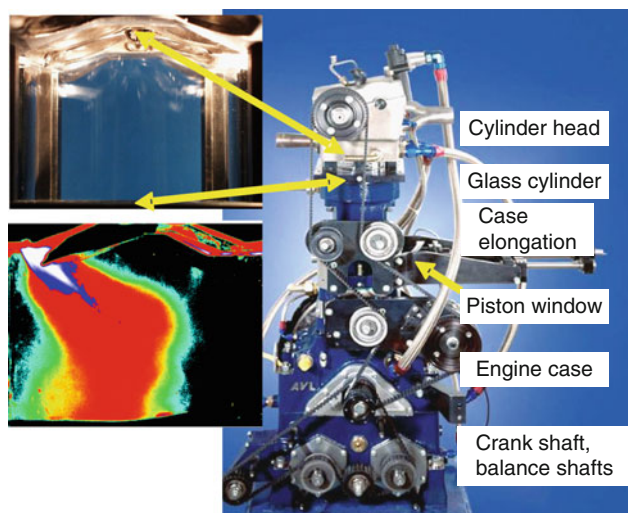 Cylinder head
Glass cylinder
Case
elongation
Piston window
Engine case
AVL
Crank shaft,
balance shafts